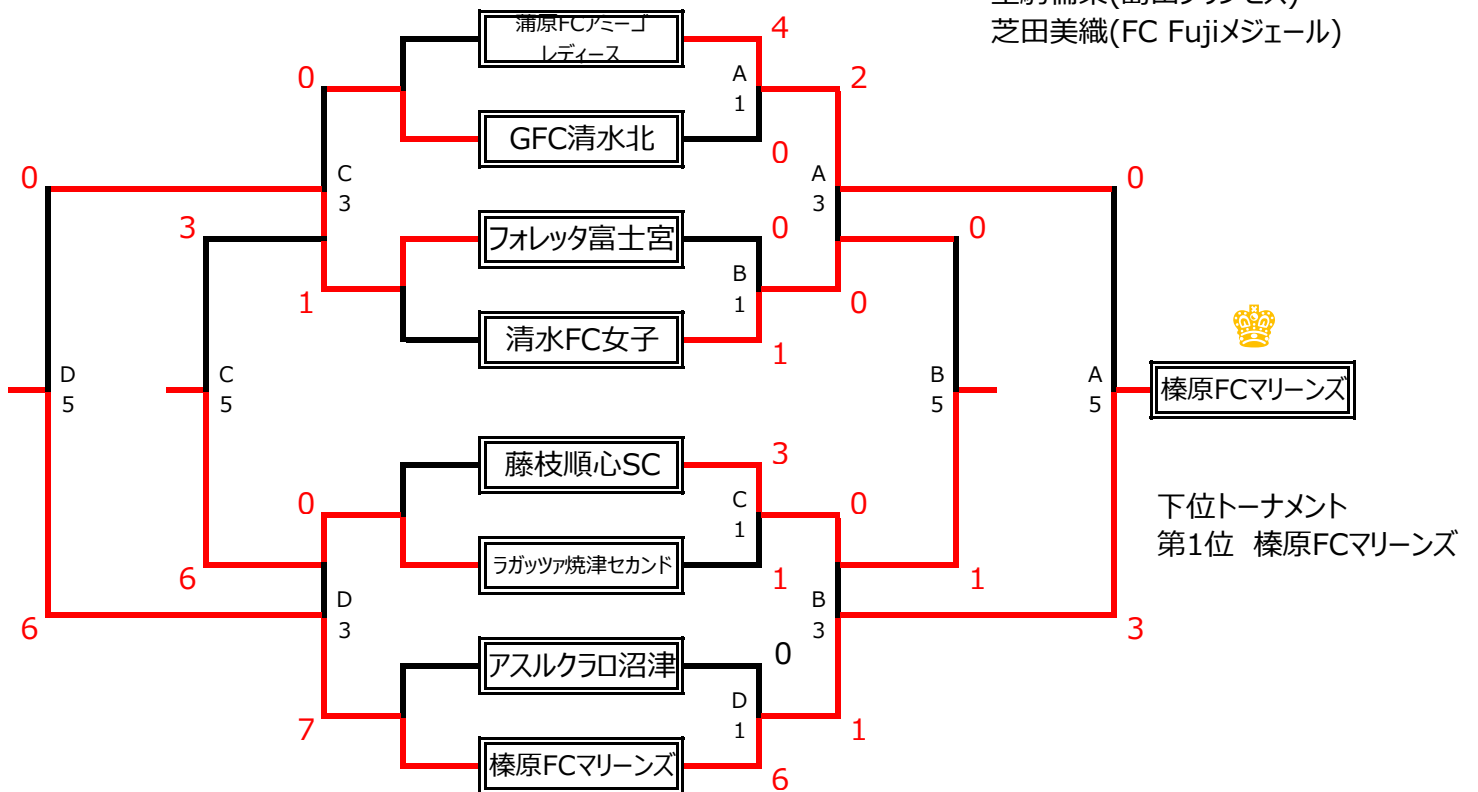 芝田美織(FC Fujiメジェール)
蒲原FCアミーゴ
レディース
4
0
A
1
2
GFC清水北
0
0
C
3
A
3
0
3
フォレッタ富士宮
0
0
B
1
1
0
清水FC女子
1
D
5
C
5
B
5
A
5
榛原FCマリーンズ
藤枝順心SC
3
0
C
1
0
下位トーナメント
第1位 榛原FCマリーンズ
ラガッツァ焼津セカンド
6
1
1
D
3
B
3
6
3
アスルクラロ沼津
0
D
1
7
1
榛原FCマリーンズ
6